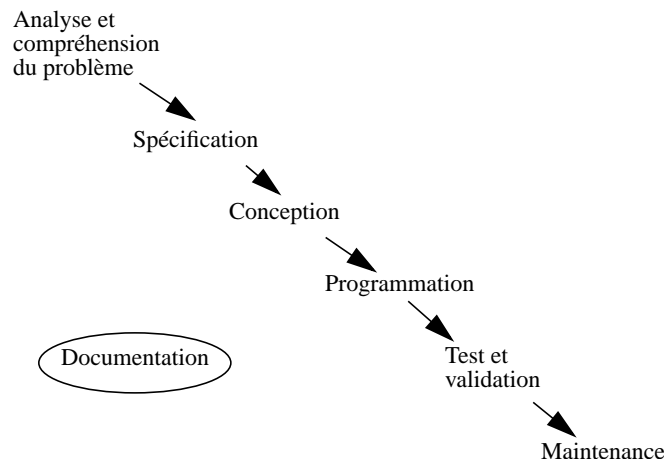 Analyse et
compréhension
du problème
Spécification
Conception
Programmation
Documentation
Test et
validation
Maintenance